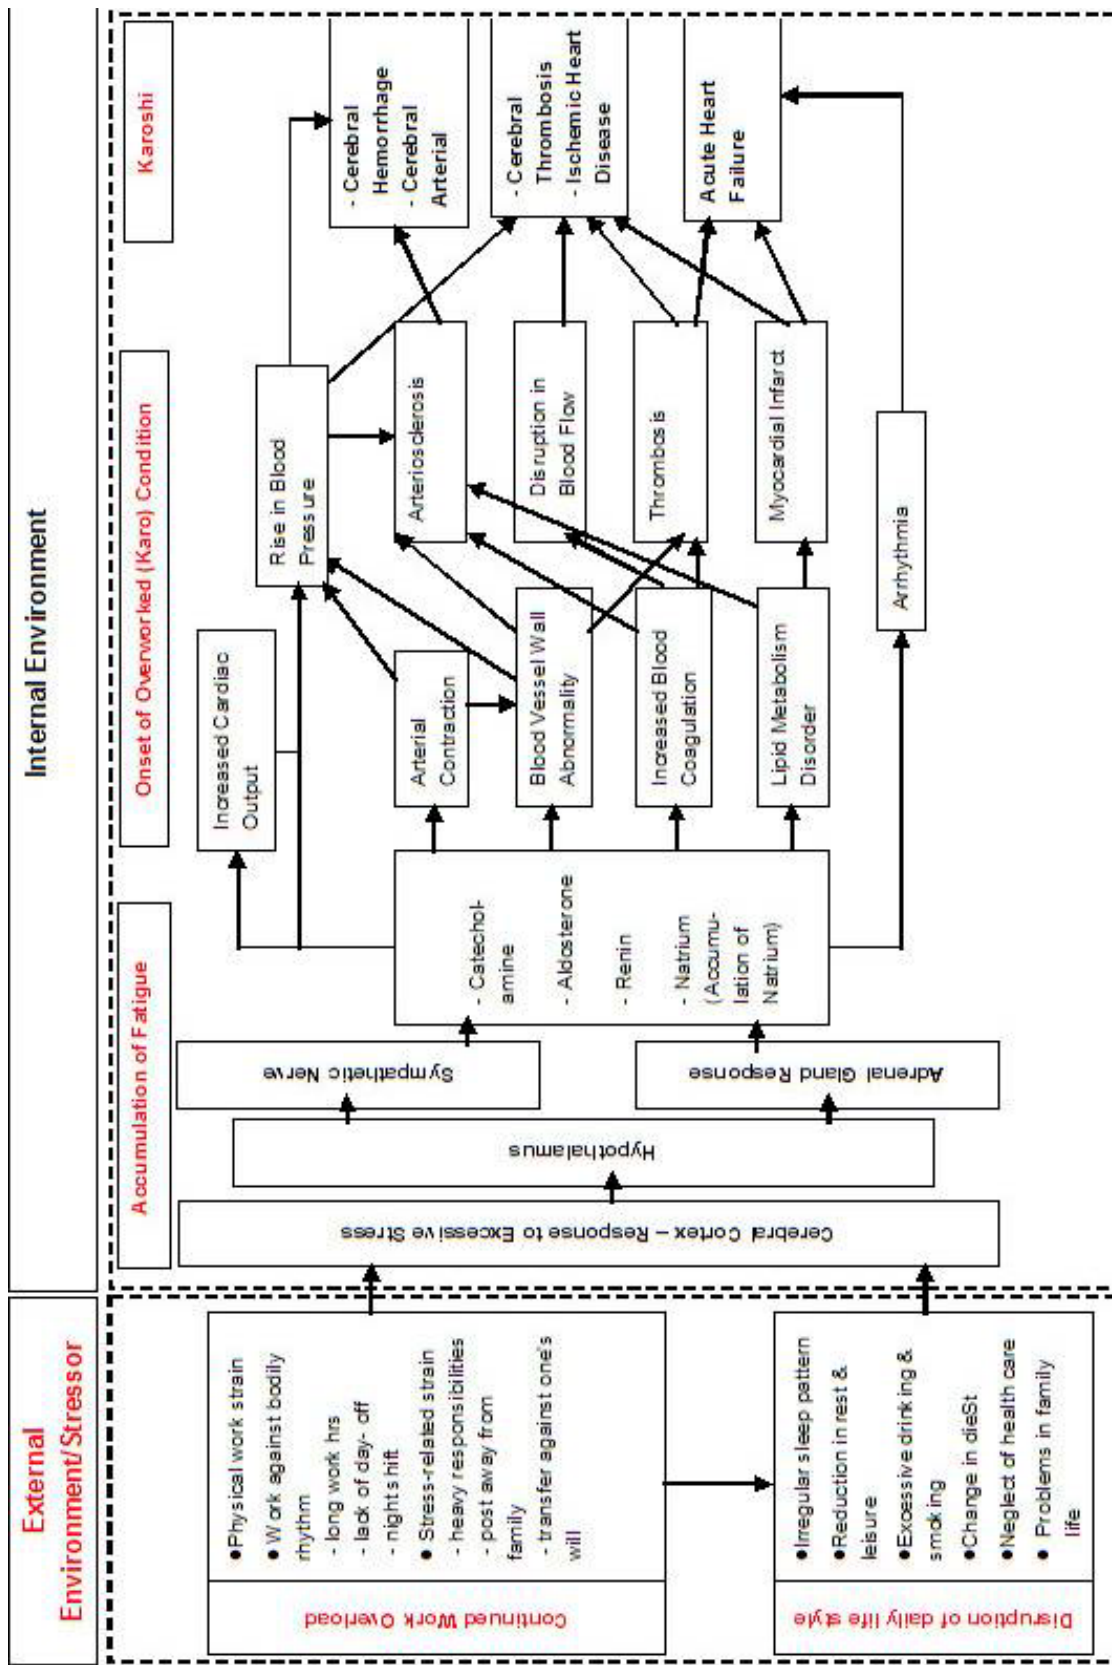 External
Environment/Stressor
Internal Environment
Accumulation of Fatigue
Onset of Overworked (Karo) Condition
Karoshi
Continued Work Overload
●Physical work strain
●Work against bodily
rhythm
- long work hrs
- lack of day- off
- nights hift
● Stress-related strain
- heavy responsibilities
- post away from
family
- transfer against one's
will
Disruption of daily life style
●Irregular sleep pattern
●Reduction in rest &
leisure
●Excessive drinking &
smoking
●Change in dieSt
●Neglect of health care
● Problems in family
life
Cerebral Cortex – Response to Excessive Stress
Hypothalamus
Sympathetic Nerve
Adrenal Gland Response
- Catechol-
amine
- Aldosterone
- Renin
- Natrium
(Accumu-
lation of
Natrium)
Increased Cardiac
Output
Arterial
Contraction
Blood Vessel Wall
Abnormality
Increased Blood
Coagulation
Lipid Metabolism
Disorder
Arrhythmia
Rise in Blood
Pressure
Arteriosclerosis
Disruption in
Blood Flow
Thrombosis
Myocardial Infarct
- Cerebral
Hemorrhage
- Cerebral
Arterial
- Cerebral
Thrombosis
- Ischemic Heart
Disease
Acute Heart
Failure